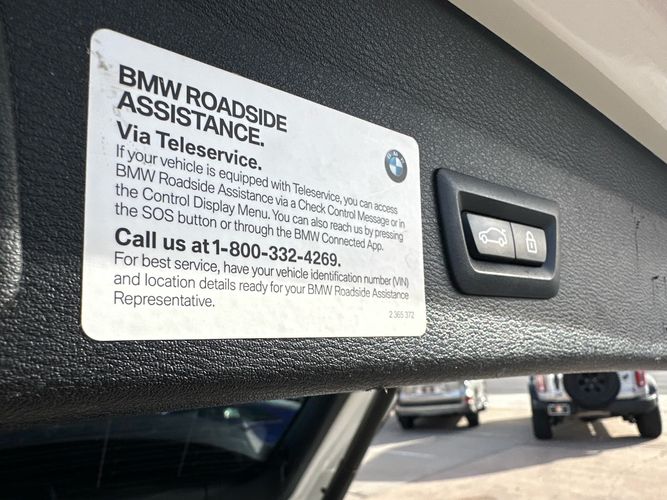 BMW ROADSIDE
ASSISTANCE.
Via Teleservice.
If your vehicle is equipped with Teleservice, you can access
BMW Roadside Assistance via a Check Control Message or in
the Control Display Menu. You can also reach us by pressing
the SOS button or through the BMW Connected App.
Call us at 1-800-332-4269.
For best service, have your vehicle identification number (VIN)
and location details ready for your BMW Roadside Assistance
Representative.
2 365 372
BMW